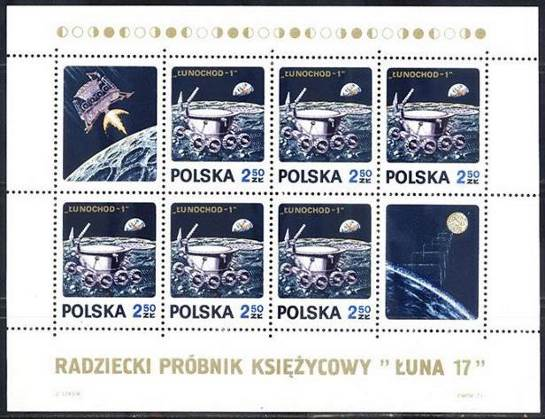 „ŁUNOCHOD-1"
POLSKA 2 50 ZŁ
„ŁUNOCHOD-1"
POLSKA 2 50 ZŁ
„ŁUNOCHOD-1"
POLSKA 2 50 ZŁ
„ŁUNOCHOD-1"
POLSKA 2 50 ZŁ
„ŁUNOCHOD-1"
POLSKA 2 50 ZŁ
„ŁUNOCHOD-1"
POLSKA 2 50 ZŁ
RADZIECKI PRÓBNIK KSIĘŻYCOWY "ŁUNA 17"